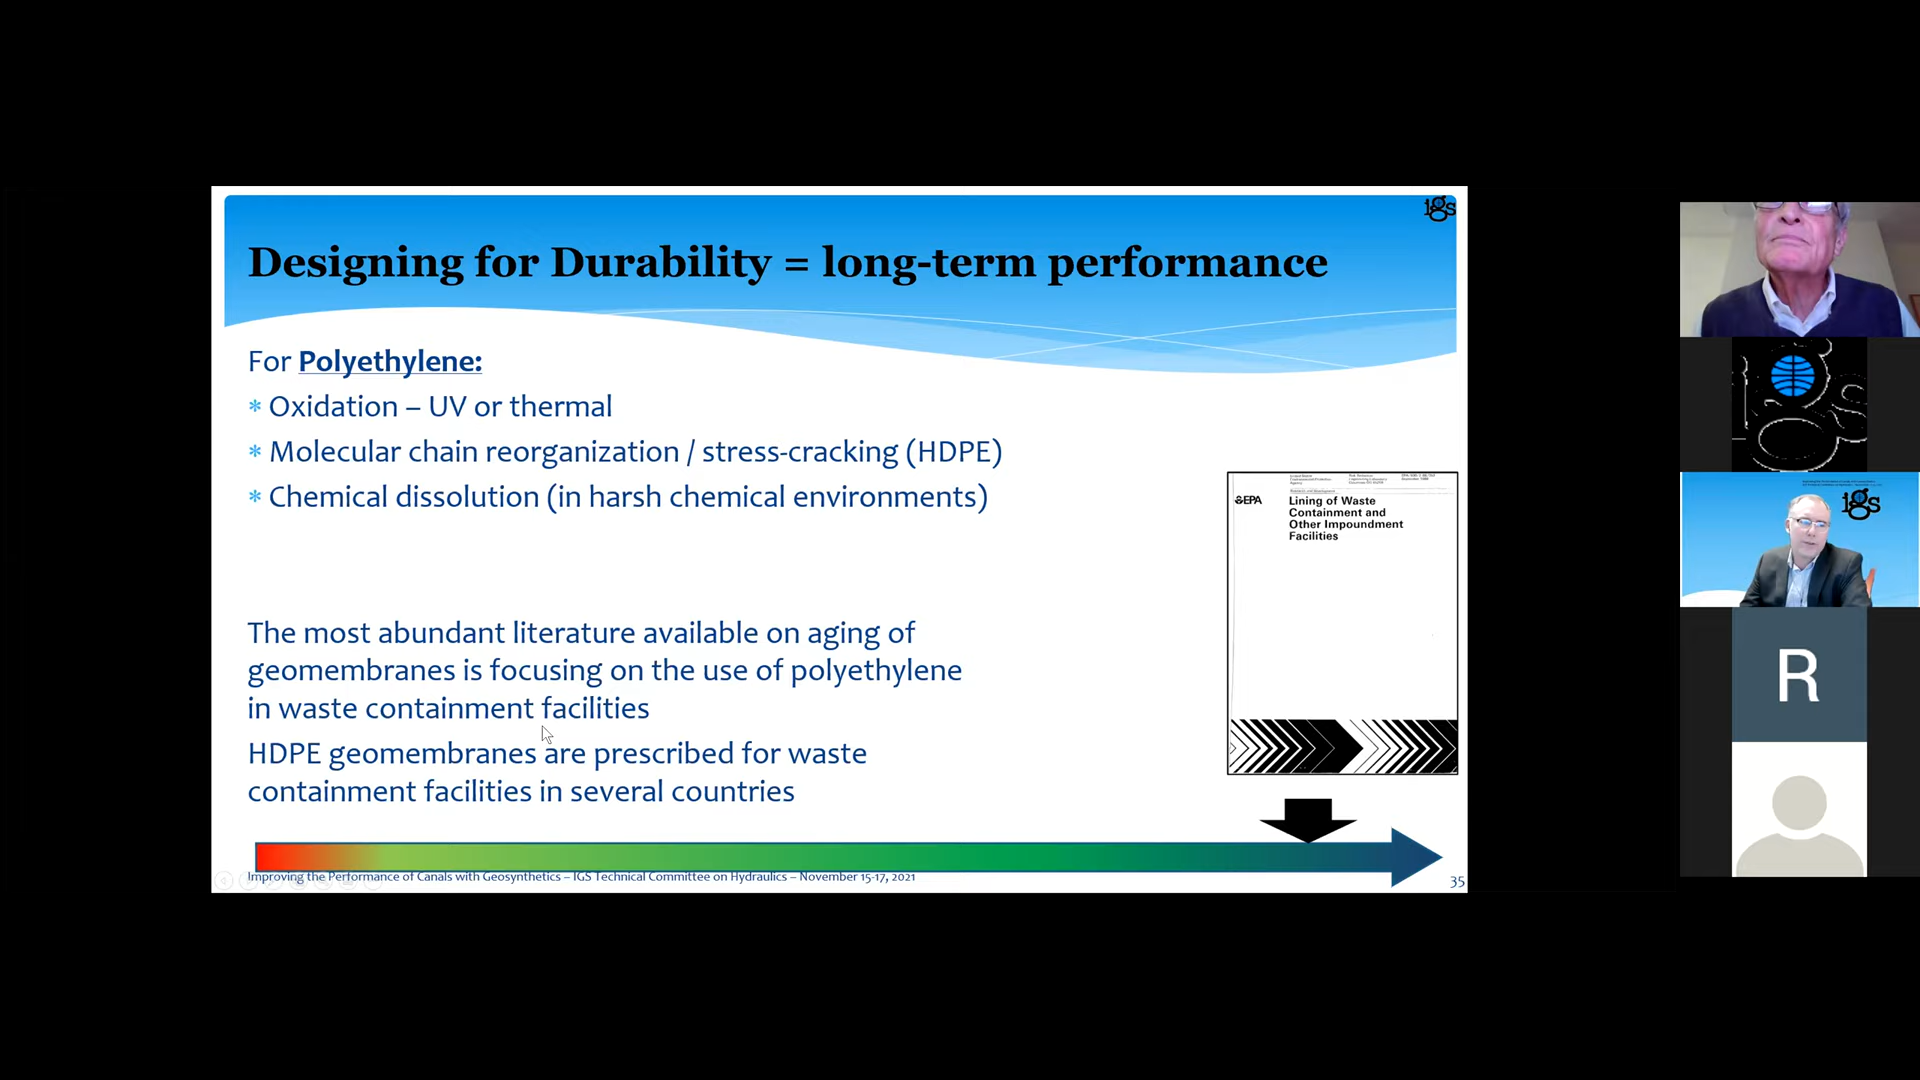 igs
Designing for Durability = long-term performance
For Polyethylene:
* Oxidation – UV or thermal
* Molecular chain reorganization / stress-cracking (HDPE)
* Chemical dissolution (in harsh chemical environments)
EPA
Lining of Waste
Containment and
Other Impoundment
Facilities
The most abundant literature available on aging of
geomembranes is focusing on the use of polyethylene
in waste containment facilities
HDPE geomembranes are prescribed for waste
containment facilities in several countries
Improving the Performance of Canals with Geosynthetics – IGS Technical Committee on Hydraulics – November 15-17, 2021
35
igs
igs
R